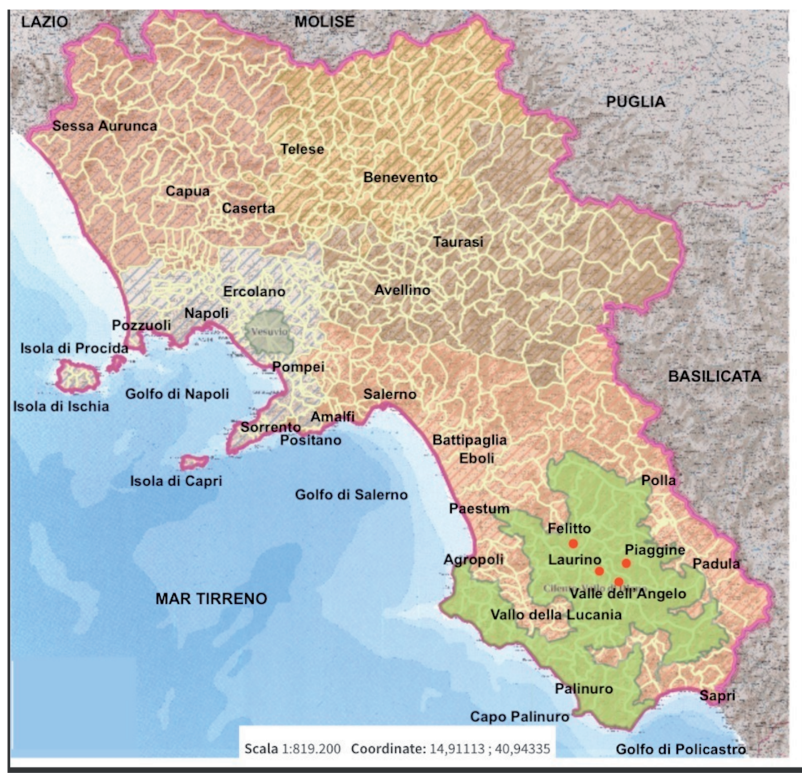 LAZIO
MOLISE
PUGLIA
Sessa Aurunca
Telese
Benevento
Capua
Caserta
Taurasi
Avellino
Ercolano
Napoli
Pozzuoli
Vesuvio
Isola di Procida
Pompei
BASILICATA
Golfo di Napoli
Salerno
Isola di Ischia
Amalfi
Sorrento
Positano
Battipaglia
Eboli
Isola di Capri
Polla
Golfo di Salerno
Paestum
Felitto
Piaggine
Agropoli
Laurino
Padula
Valle dell'Angelo
MAR TIRRENO
Vallo della Lucania
Palinuro
Sapri
Capo Palinuro
Scala 1:819.200 Coordinate: 14,91113 ; 40,94335
Golfo di Policastro